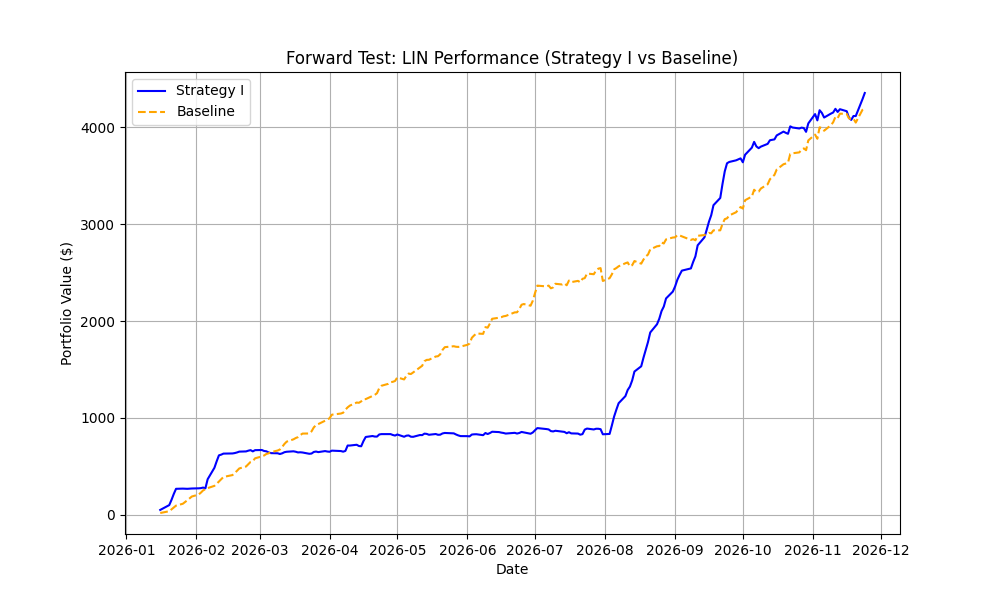 Forward Test: LIN Performance (Strategy I vs Baseline)
Strategy I
Baseline
Portfolio Value ($)
4000
3000
2000
1000
0
2026-01 2026-02 2026-03 2026-04 2026-05 2026-06 2026-07 2026-08 2026-09 2026-10 2026-11 2026-12
Date